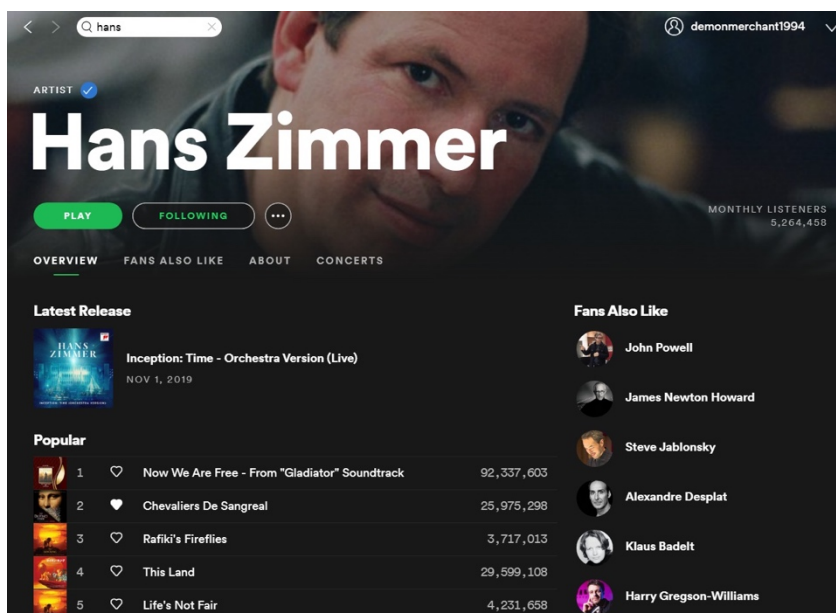 hans
demonmerchant1994
ARTIST
Hans Zimmer
PLAY
FOLLOWING
MONTHLY LISTENERS
5,264,458
OVERVIEW FANS ALSO LIKE ABOUT CONCERTS
Latest Release
HANS
ZIMMER
Inception: Time - Orchestra Version (Live)
NOV 1, 2019
Popular
1 Now We Are Free - From "Gladiator" Soundtrack 92,337,603
2 Chevaliers De Sangreal 25,975,298
3 Rafiki's Fireflies 3,717,013
4 This Land 29,599,108
5 Life's Not Fair 4,231,658
Fans Also Like
John Powell
James Newton Howard
Steve Jablonsky
Alexandre Desplat
Klaus Badelt
Harry Gregson-Williams